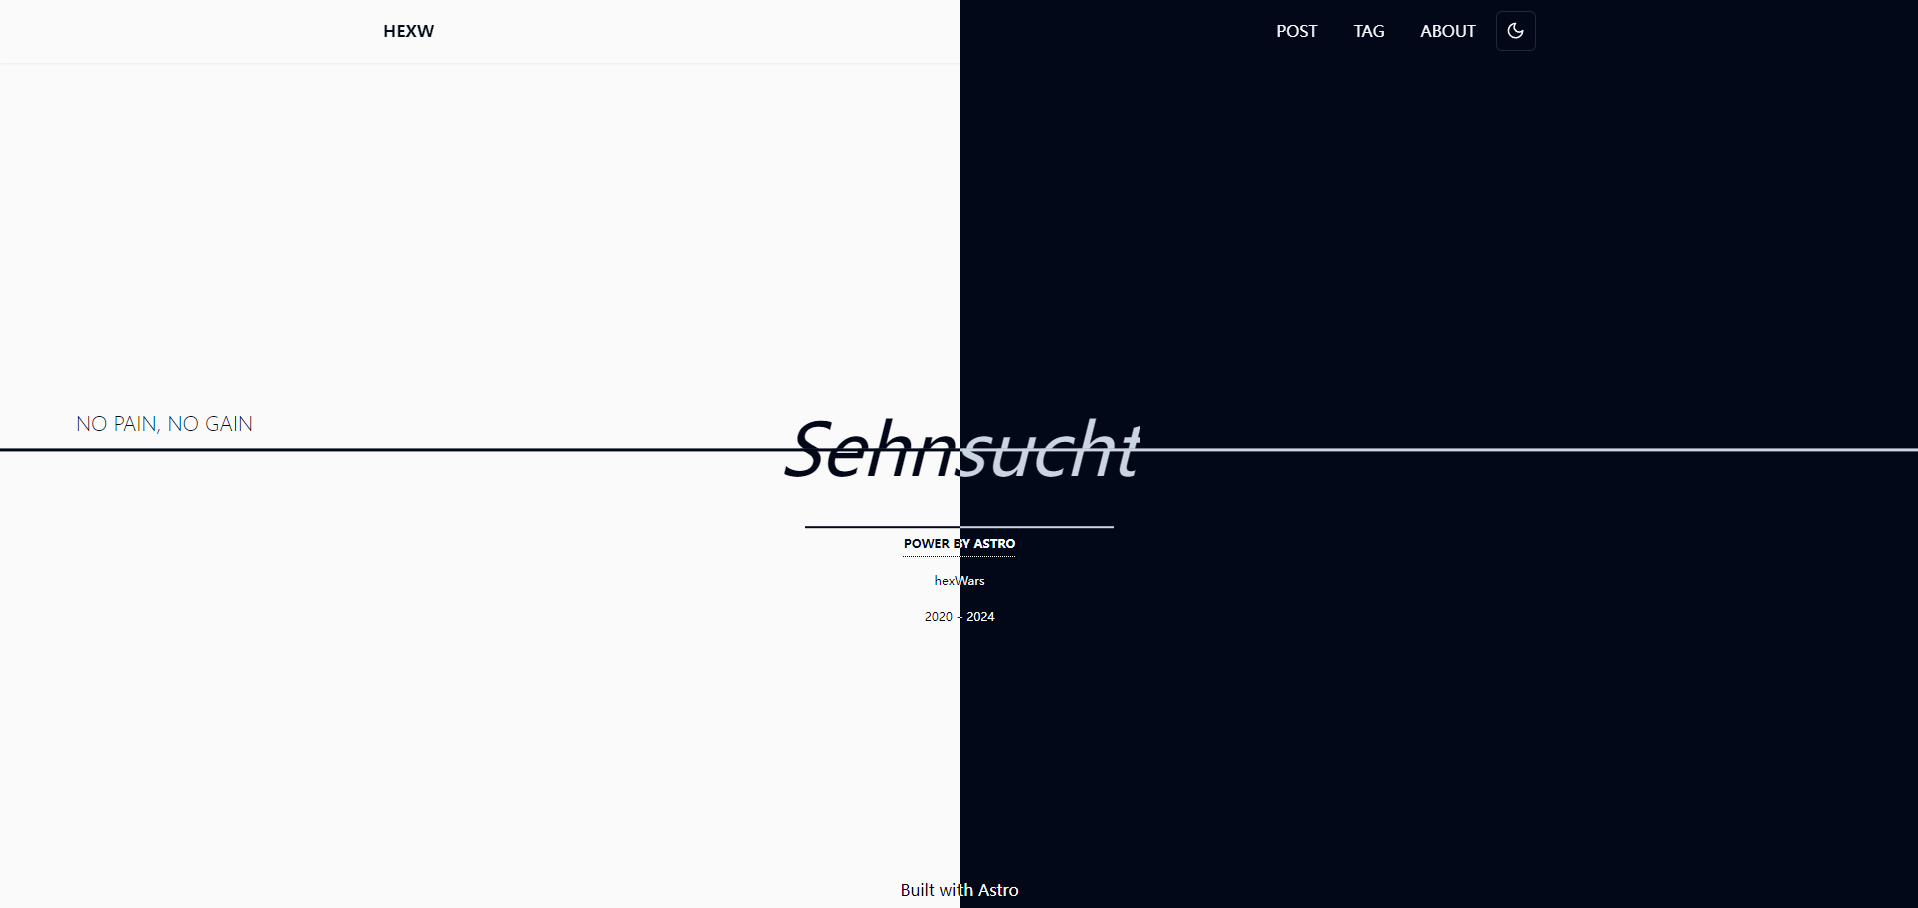 HEXW
POST TAG ABOUT
NO PAIN, NO GAIN
Sehnsucht
POWER BY ASTRO
hexWars
2020 - 2024
Built with Astro